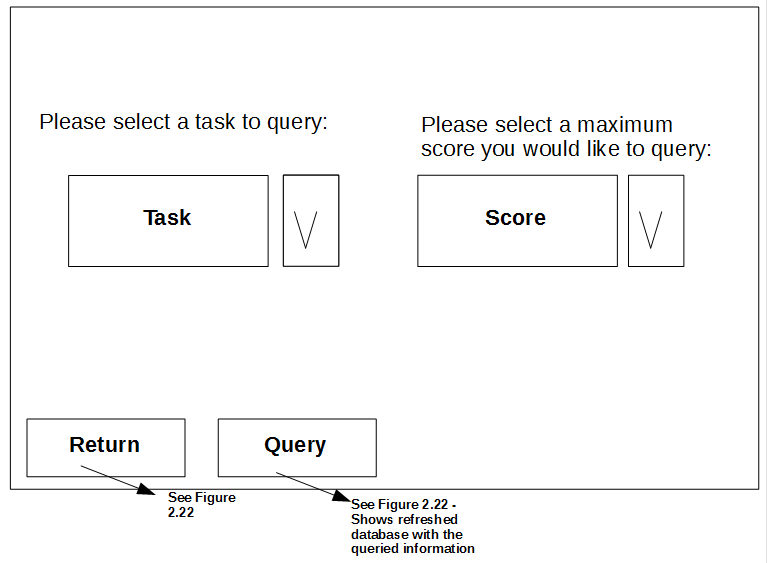 Please select a task to query:
Please select a maximum
score you would like to query:
Task
Score
Return
Query
See Figure
2.22
See Figure 2.22 -
Shows refreshed
database with the
queried information